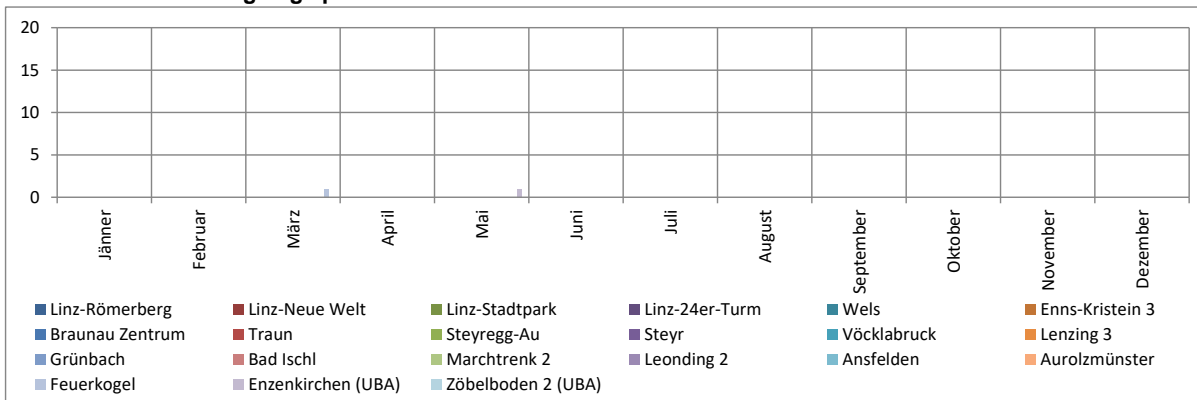 20
15
10
5
0
Jänner
Februar
März
April
Mai
Juni
Juli
August
September
Oktober
November
Dezember
Linz-Römerberg Linz-Neue Welt Linz-Stadtpark Linz-24er-Turm Wels Enns-Kristein 3
Braunau Zentrum Traun Steyregg-Au Steyr Vöcklabruck Lenzing 3
Grünbach Bad Ischl Marchtrenk 2 Leonding 2 Ansfelden Aurolzmünster
Feuerkogel Enzenkirchen (UBA) Zöbelboden 2 (UBA)